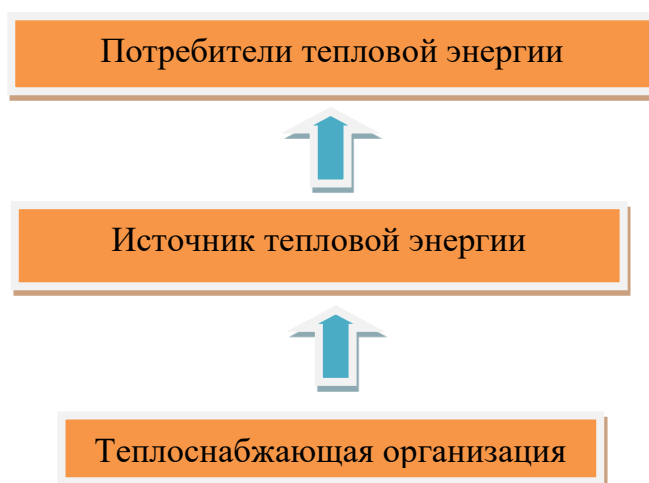 Потребители тепловой энергии
Источник тепловой энергии
Теплоснабжающая организация